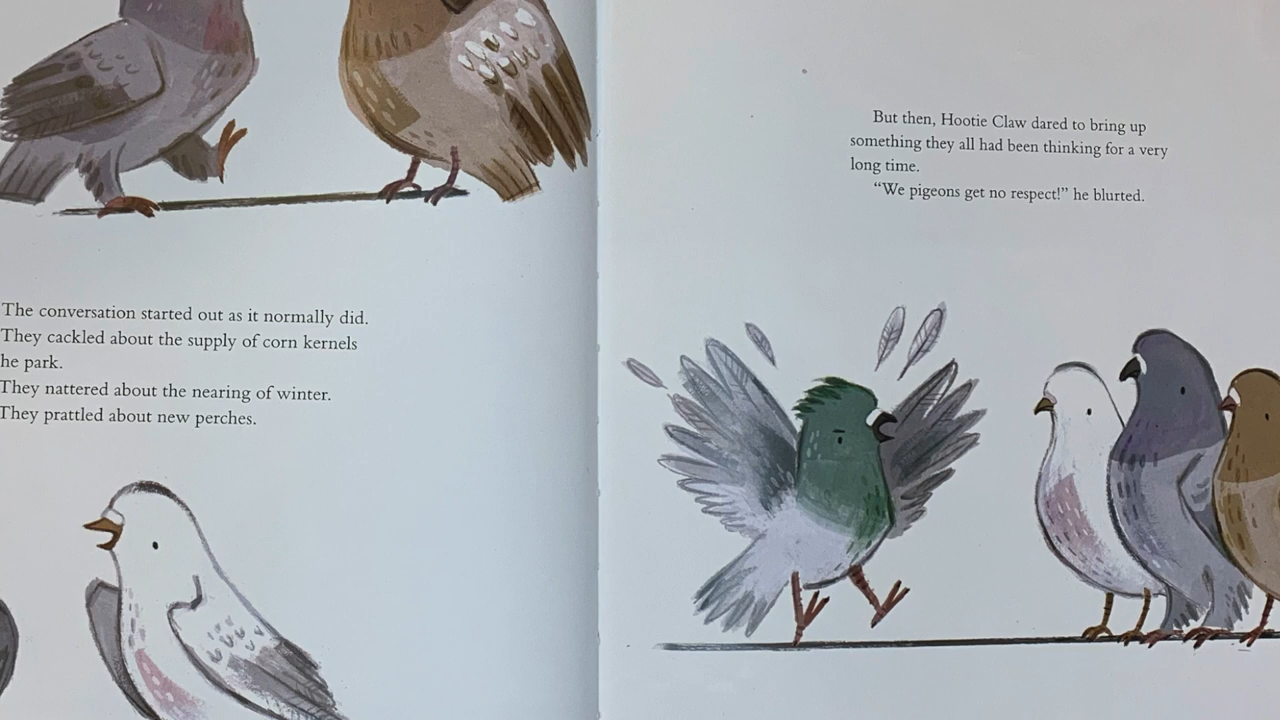 The conversation started out as it normally did.
They cackled about the supply of corn kernels
he park.
They nattered about the nearing of winter.
They prattled about new perches.
But then, Hootie Claw dared to bring up
something they all had been thinking for a very
long time.
“We pigeons get no respect!” he blurted.